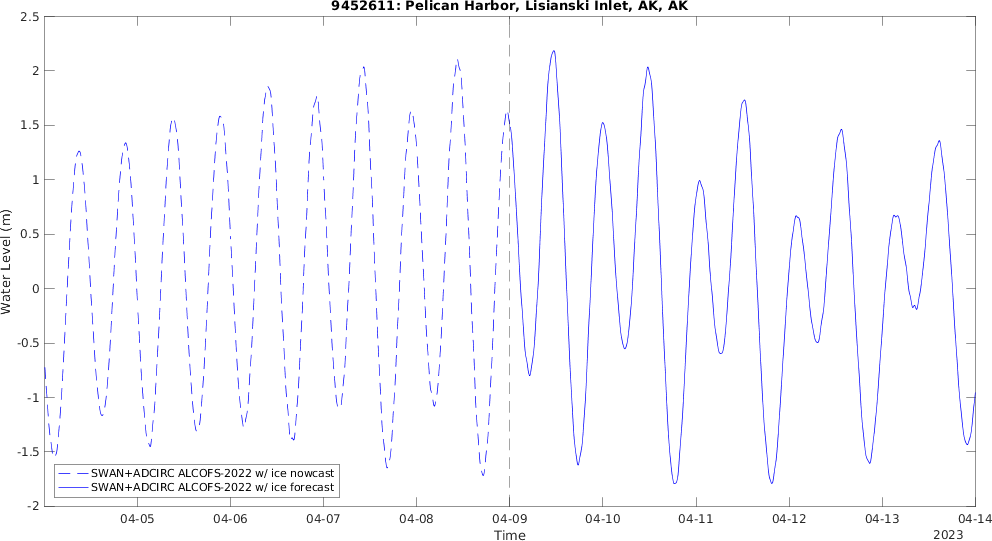 9452611: Pelican Harbor, Lisianski Inlet, AK, AK
2.5
2
1.5
1
0.5
0
-0.5
-1
-1.5
-2
Water Level (m)
SWAN+ADCIRC ALCOFS-2022 w/ ice nowcast
SWAN+ADCIRC ALCOFS-2022 w/ ice forecast
04-05 04-06 04-07 04-08 04-09 04-10 04-11 04-12 04-13 04-14
Time
2023